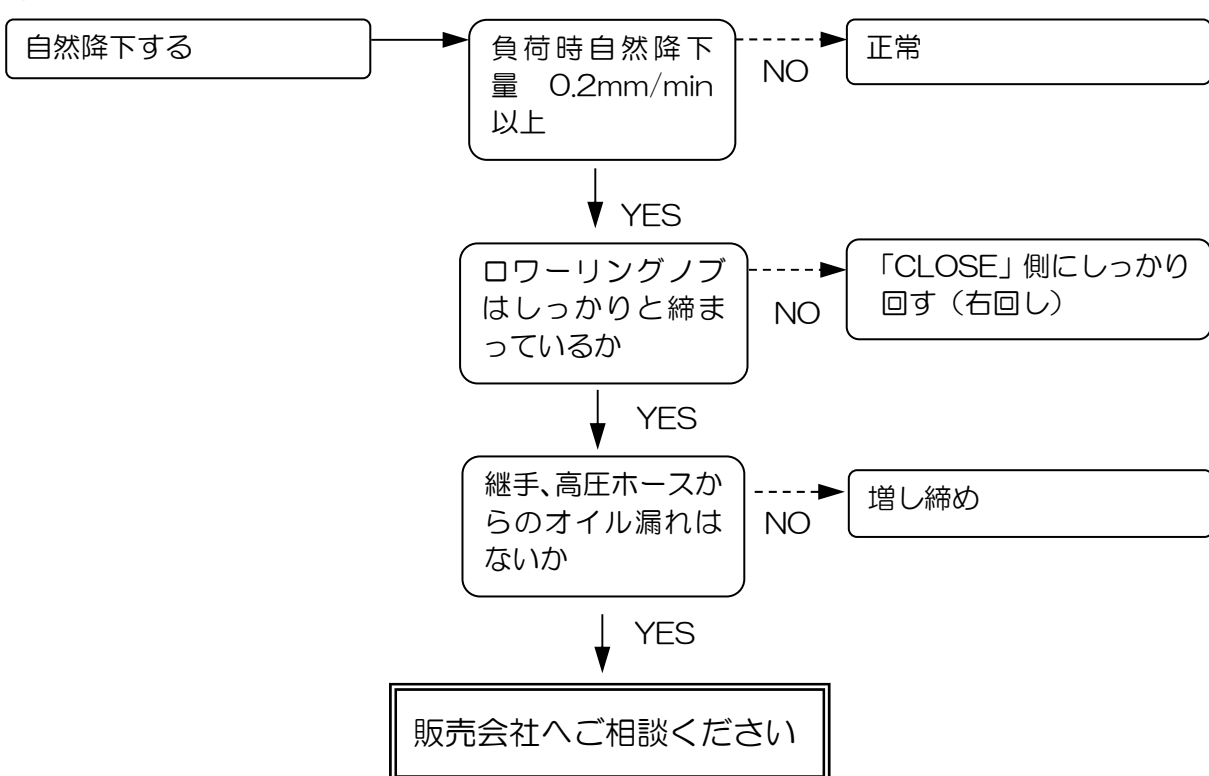 自然降下する
負荷時自然降下
量 0.2mm/min
以上
NO
正常
YES
ロワーリングノブ
はしっかりと締ま
っているか
NO
「CLOSE」側にしっかり
回す（右回し）
YES
継手、高圧ホースか
らのオイル漏れは
ないか
NO
増し締め
YES
販売会社へご相談ください